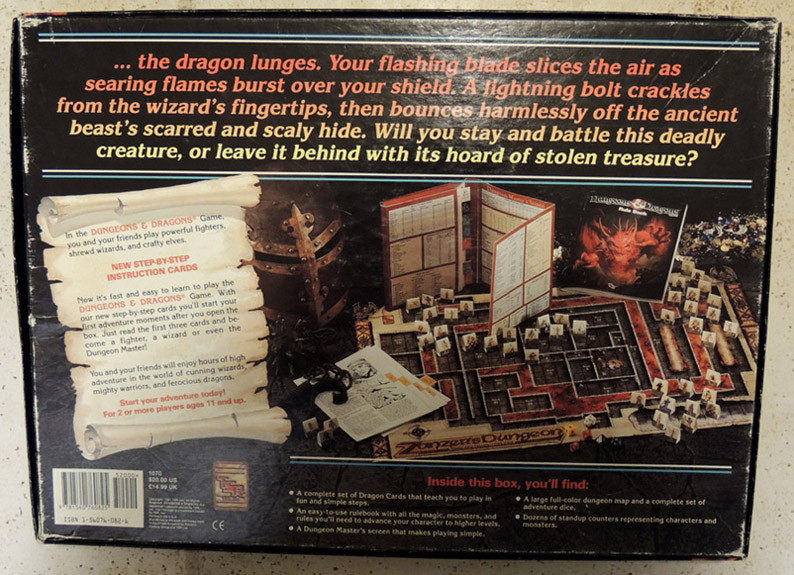 ... the dragon lunges. Your flashing blade slices the air as
searing flames burst over your shield. A lightning bolt crackles
from the wizard's fingertips, then bounces harmlessly off the ancient
beast's scarred and scaly hide. Will you stay and battle this deadly
creature, or leave it behind with its hoard of stolen treasure?
In the DUNGEONS & DRAGONS® Game,
you and your friends play powerful fighters,
shrewd wizards, and crafty elves.
NEW STEP-BY-STEP
INSTRUCTION CARDS
Now it's fast and easy to learn to play the
DUNGEONS & DRAGONS® Game. With
our new step-by-step cards you'll start your
first adventure moments after you open the
box. Just read the first three cards and be-
come a fighter, a wizard or even the
Dungeon Master!
You and your friends will enjoy hours of high
adventure in the world of cunning wizards,
mighty warriors, and ferocious dragons.
Start your adventure today!
For 2 or more players ages 11 and up.
Dungeons & Dragons
Rule Book
Zanzer's Dungeon
52000
9 781560 760825
ISBN 1-56076-082-6
1070
$20.00 US
£14.99 UK
TSR
CE
Inside this box, you'll find:
● A complete set of Dragon Cards that teach you to play in
fun and simple steps.
● An easy-to-use rulebook with all the magic, monsters, and
rules you'll need to advance your character to higher levels.
● A Dungeon Master's screen that makes playing simple.
● A large full-color dungeon map and a complete set of
adventure dice.
● Dozens of standup counters representing characters and
monsters.